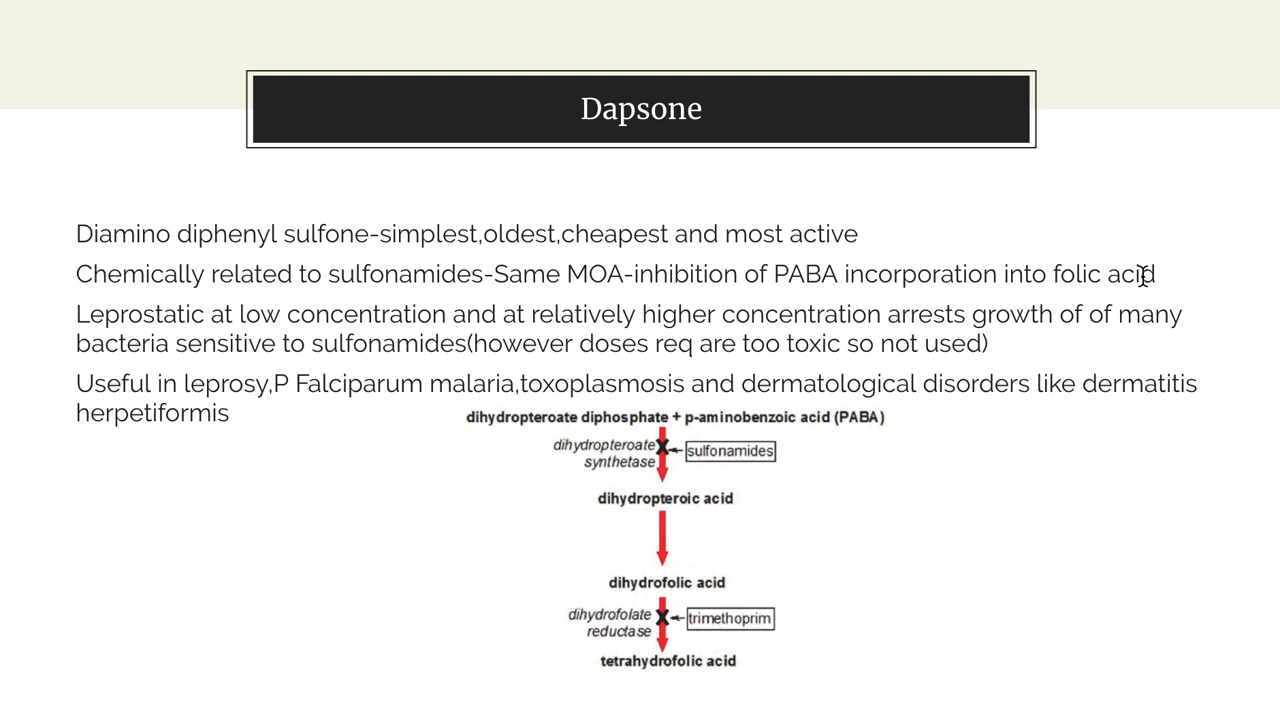 Dapsone
Diamino diphenyl sulfone-simplest,oldest,cheapest and most active
Chemically related to sulfonamides-Same MOA-inhibition of PABA incorporation into folic acid
Leprostatic at low concentration and at relatively higher concentration arrests growth of of many
bacteria sensitive to sulfonamides(however doses req are too toxic so not used)
Useful in leprosy,P Falciparum malaria,toxoplasmosis and dermatological disorders like dermatitis
herpetiformis
dihydropteroate diphosphate + p-aminobenzoic acid (PABA)
dihydropteroate
synthetase
sulfonamides
dihydropteroic acid
dihydrofolic acid
dihydrofolate
reductase
trimethoprim
tetrahydrofolic acid